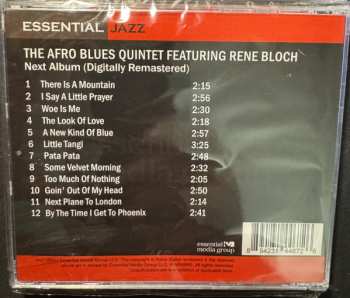 ESSENTIAL JAZZ
THE AFRO BLUES QUINTET FEATURING RENE BLOCH
Next Album (Digitally Remastered)
1 There Is A Mountain 2:15
2 I Say A Little Prayer 2:56
3 Woe Is Me 2:30
4 The Look Of Love 2:18
5 A New Kind Of Blue 2:57
6 Little Tangi 3:25
7 Pata Pata 2:48
8 Some Velvet Morning 2:32
9 Too Much Of Nothing 2:05
10 Goin' Out Of My Head 2:50
11 Next Plane To London 2:14
12 By The Time I Get To Phoenix 2:41
essential
media group